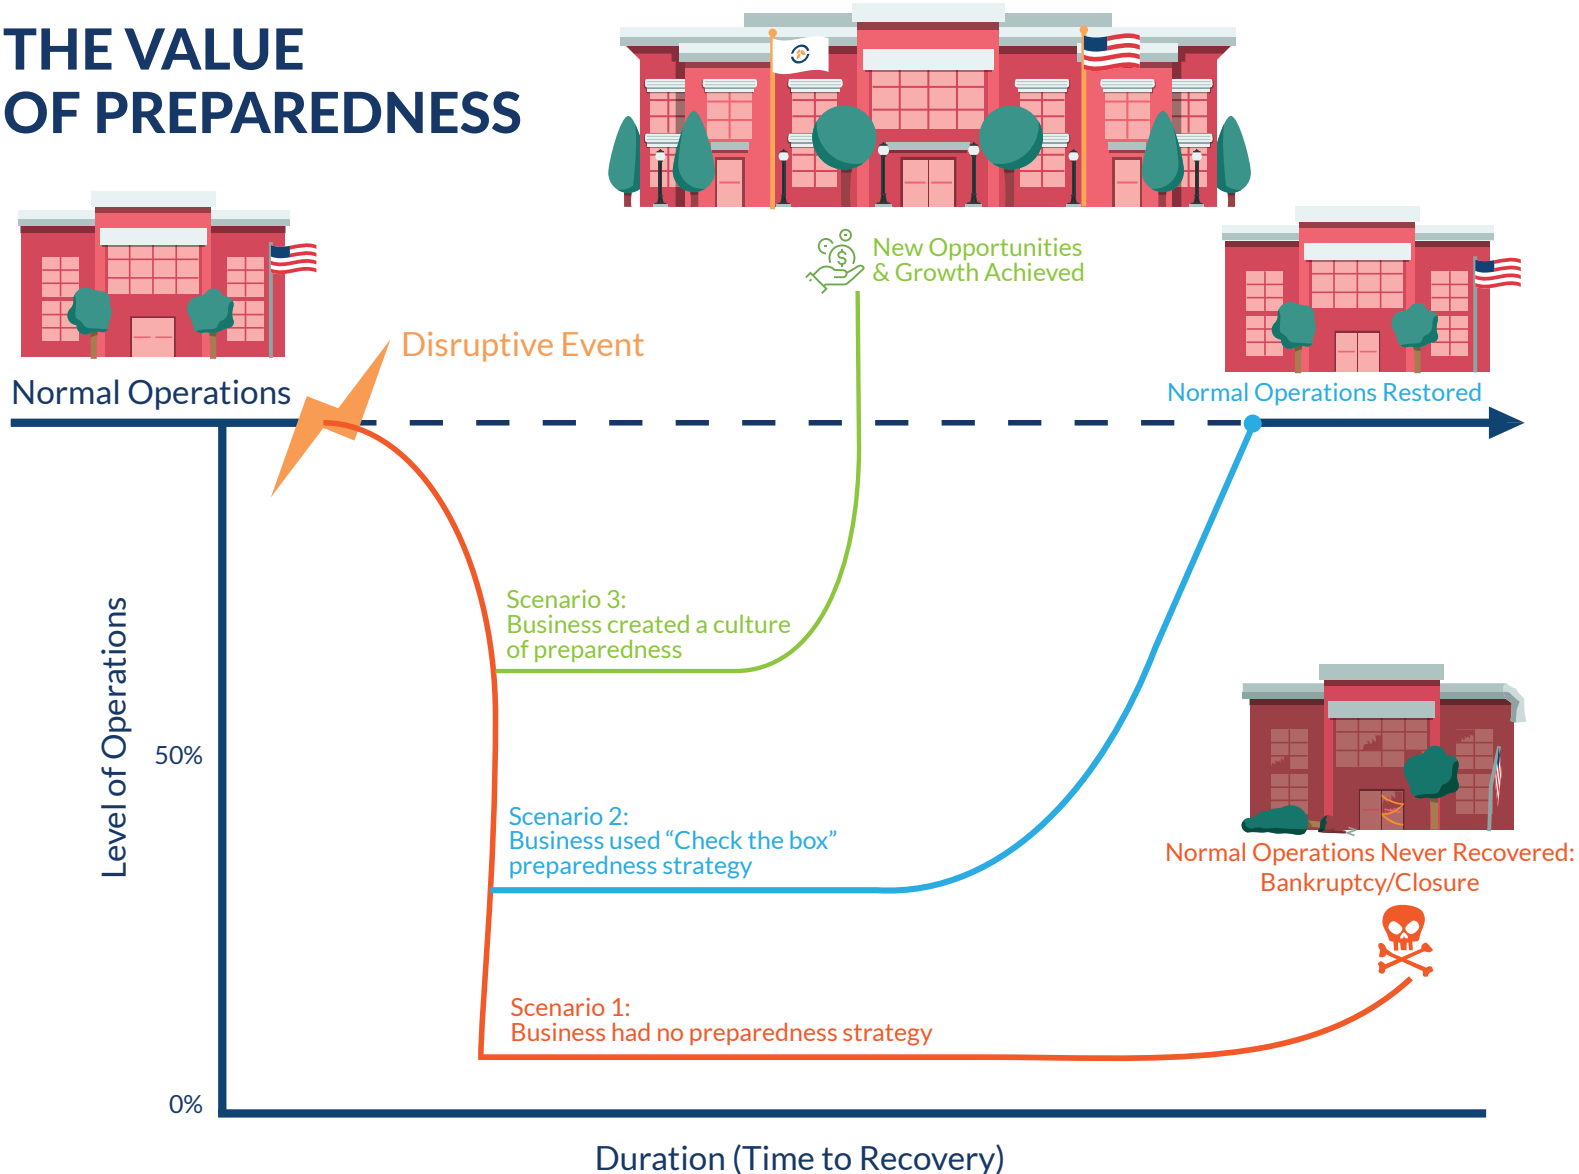 THE VALUE
OF PREPAREDNESS
$
New Opportunities
& Growth Achieved
Disruptive Event
Normal Operations
Normal Operations Restored
Scenario 3:
Business created a culture
of preparedness
Level of Operations
50%
Scenario 2:
Business used “Check the box”
preparedness strategy
Normal Operations Never Recovered:
Bankruptcy/Closure
Scenario 1:
Business had no preparedness strategy
0%
Duration (Time to Recovery)